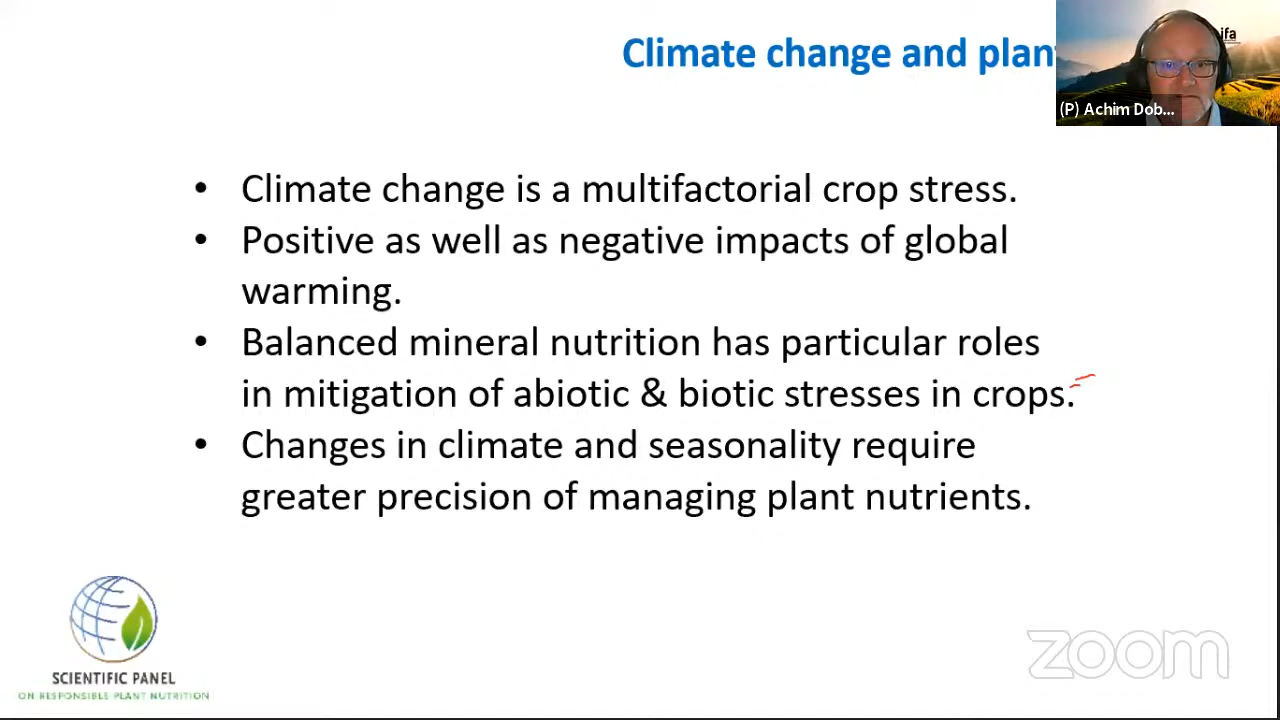 Climate change and plant
ifa
(P) Achim Dob...
• Climate change is a multifactorial crop stress.
• Positive as well as negative impacts of global
warming.
• Balanced mineral nutrition has particular roles
in mitigation of abiotic & biotic stresses in crops.
• Changes in climate and seasonality require
greater precision of managing plant nutrients.
SCIENTIFIC PANEL
ON RESPONSIBLE PLANT NUTRITION
zoom